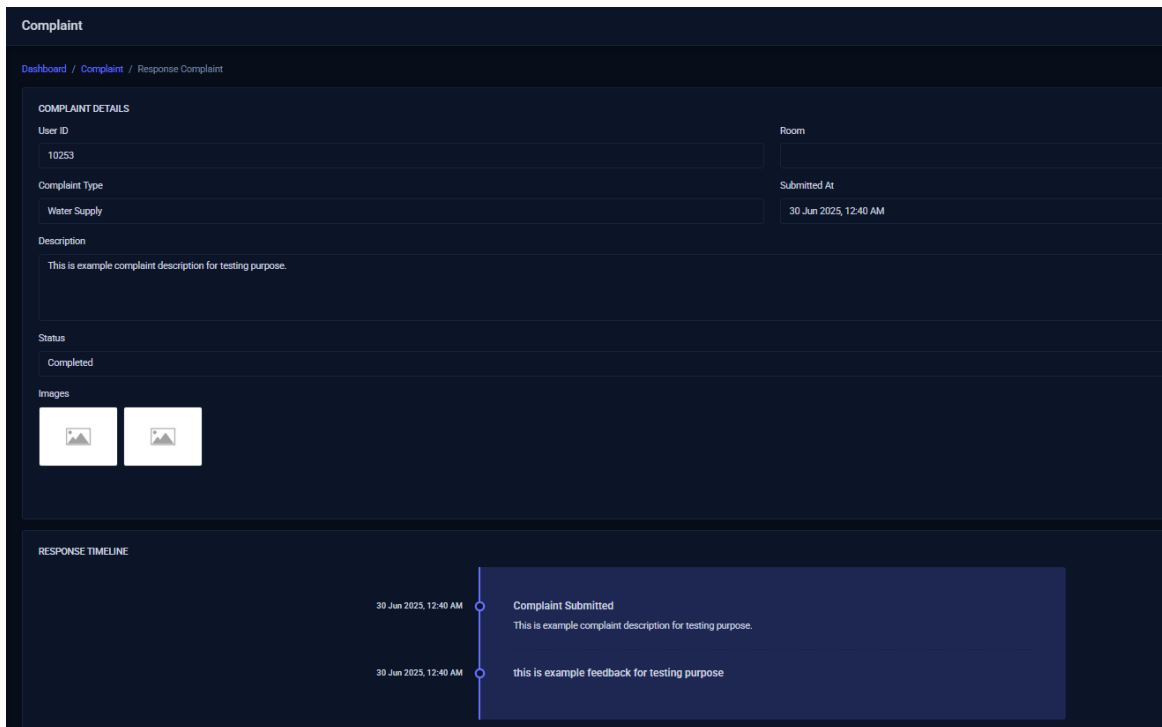 Complaint
Dashboard / Complaint / Response Complaint
COMPLAINT DETAILS
User ID
Room
10253
Complaint Type
Submitted At
Water Supply
30 Jun 2025, 12:40 AM
Description
This is example complaint description for testing purpose.
Status
Completed
Images
RESPONSE TIMELINE
30 Jun 2025, 12:40 AM
Complaint Submitted
This is example complaint description for testing purpose.
30 Jun 2025, 12:40 AM
this is example feedback for testing purpose